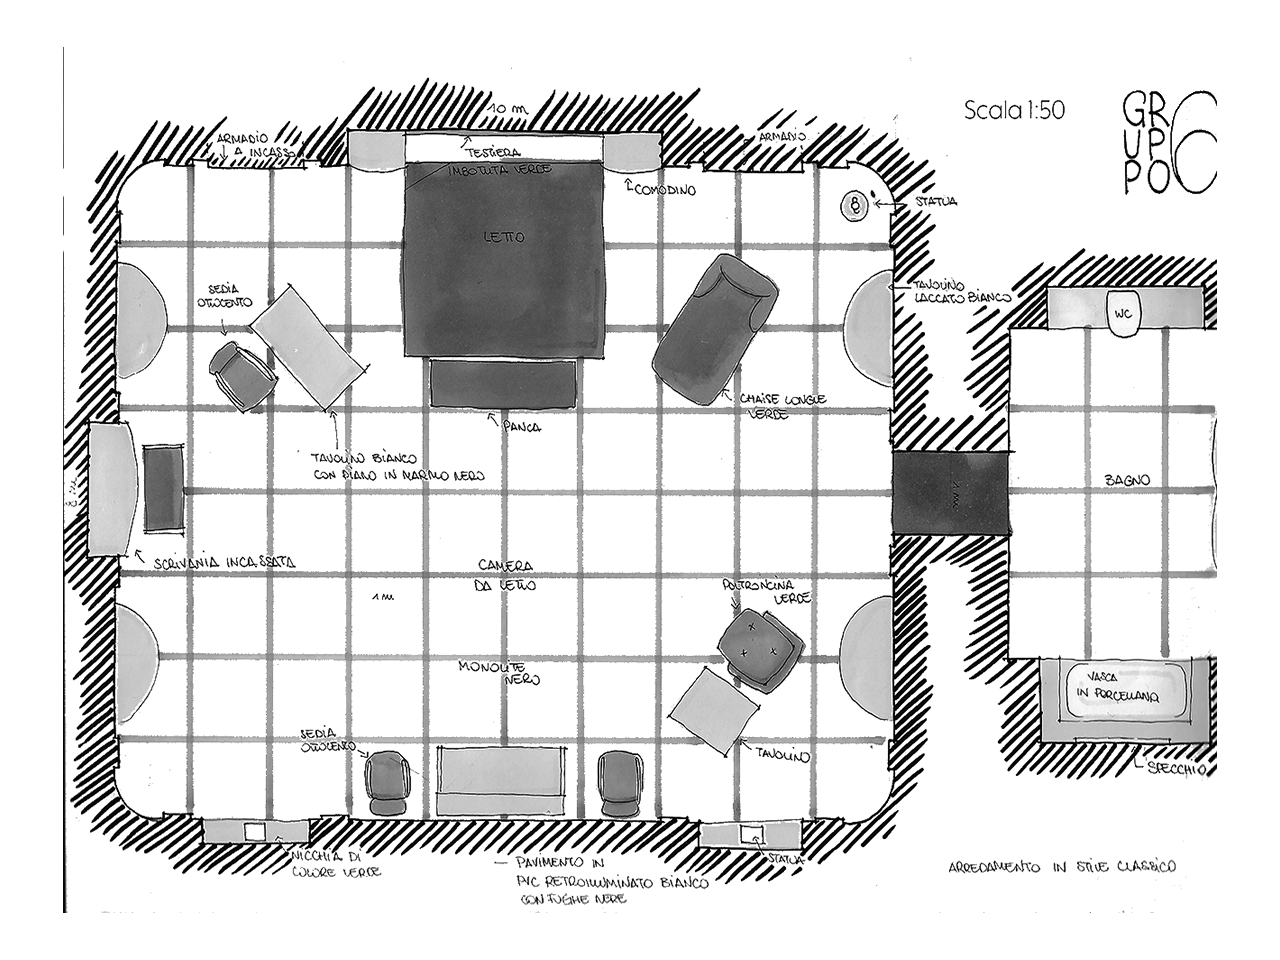 10 m
Scala 1:50
GR
UP
PO
6
ARMADIO
A INCASSO
TESTIERA
IMBOTTITA VERDE
ARMADIO
COMODINO
STATUA
LETTO
SEDIA
OTTOCENTO
TAVOLINO
LACCATO BIANCO
WC
CHAISE LONGUE
VERDE
PANCA
TAVOLINO BIANCO
CON PIANO IN MARMO NERO
BAGNO
1 m
SCRIVANIA INCASSATA
CAMERA
DA LETTO
1 m
POLTRONCINA
VERDE
MONOLITE
NERO
VASCA
IN PORCELLANA
SEDIA
OTTOCENTO
TAVOLINO
SPECCHIO
NICCHIA DI
COLORE VERDE
STATUA
— PAVIMENTO IN
PVC RETROILLUMINATO BIANCO
CON FUGHE NERE
ARREDAMENTO IN STILE CLASSICO